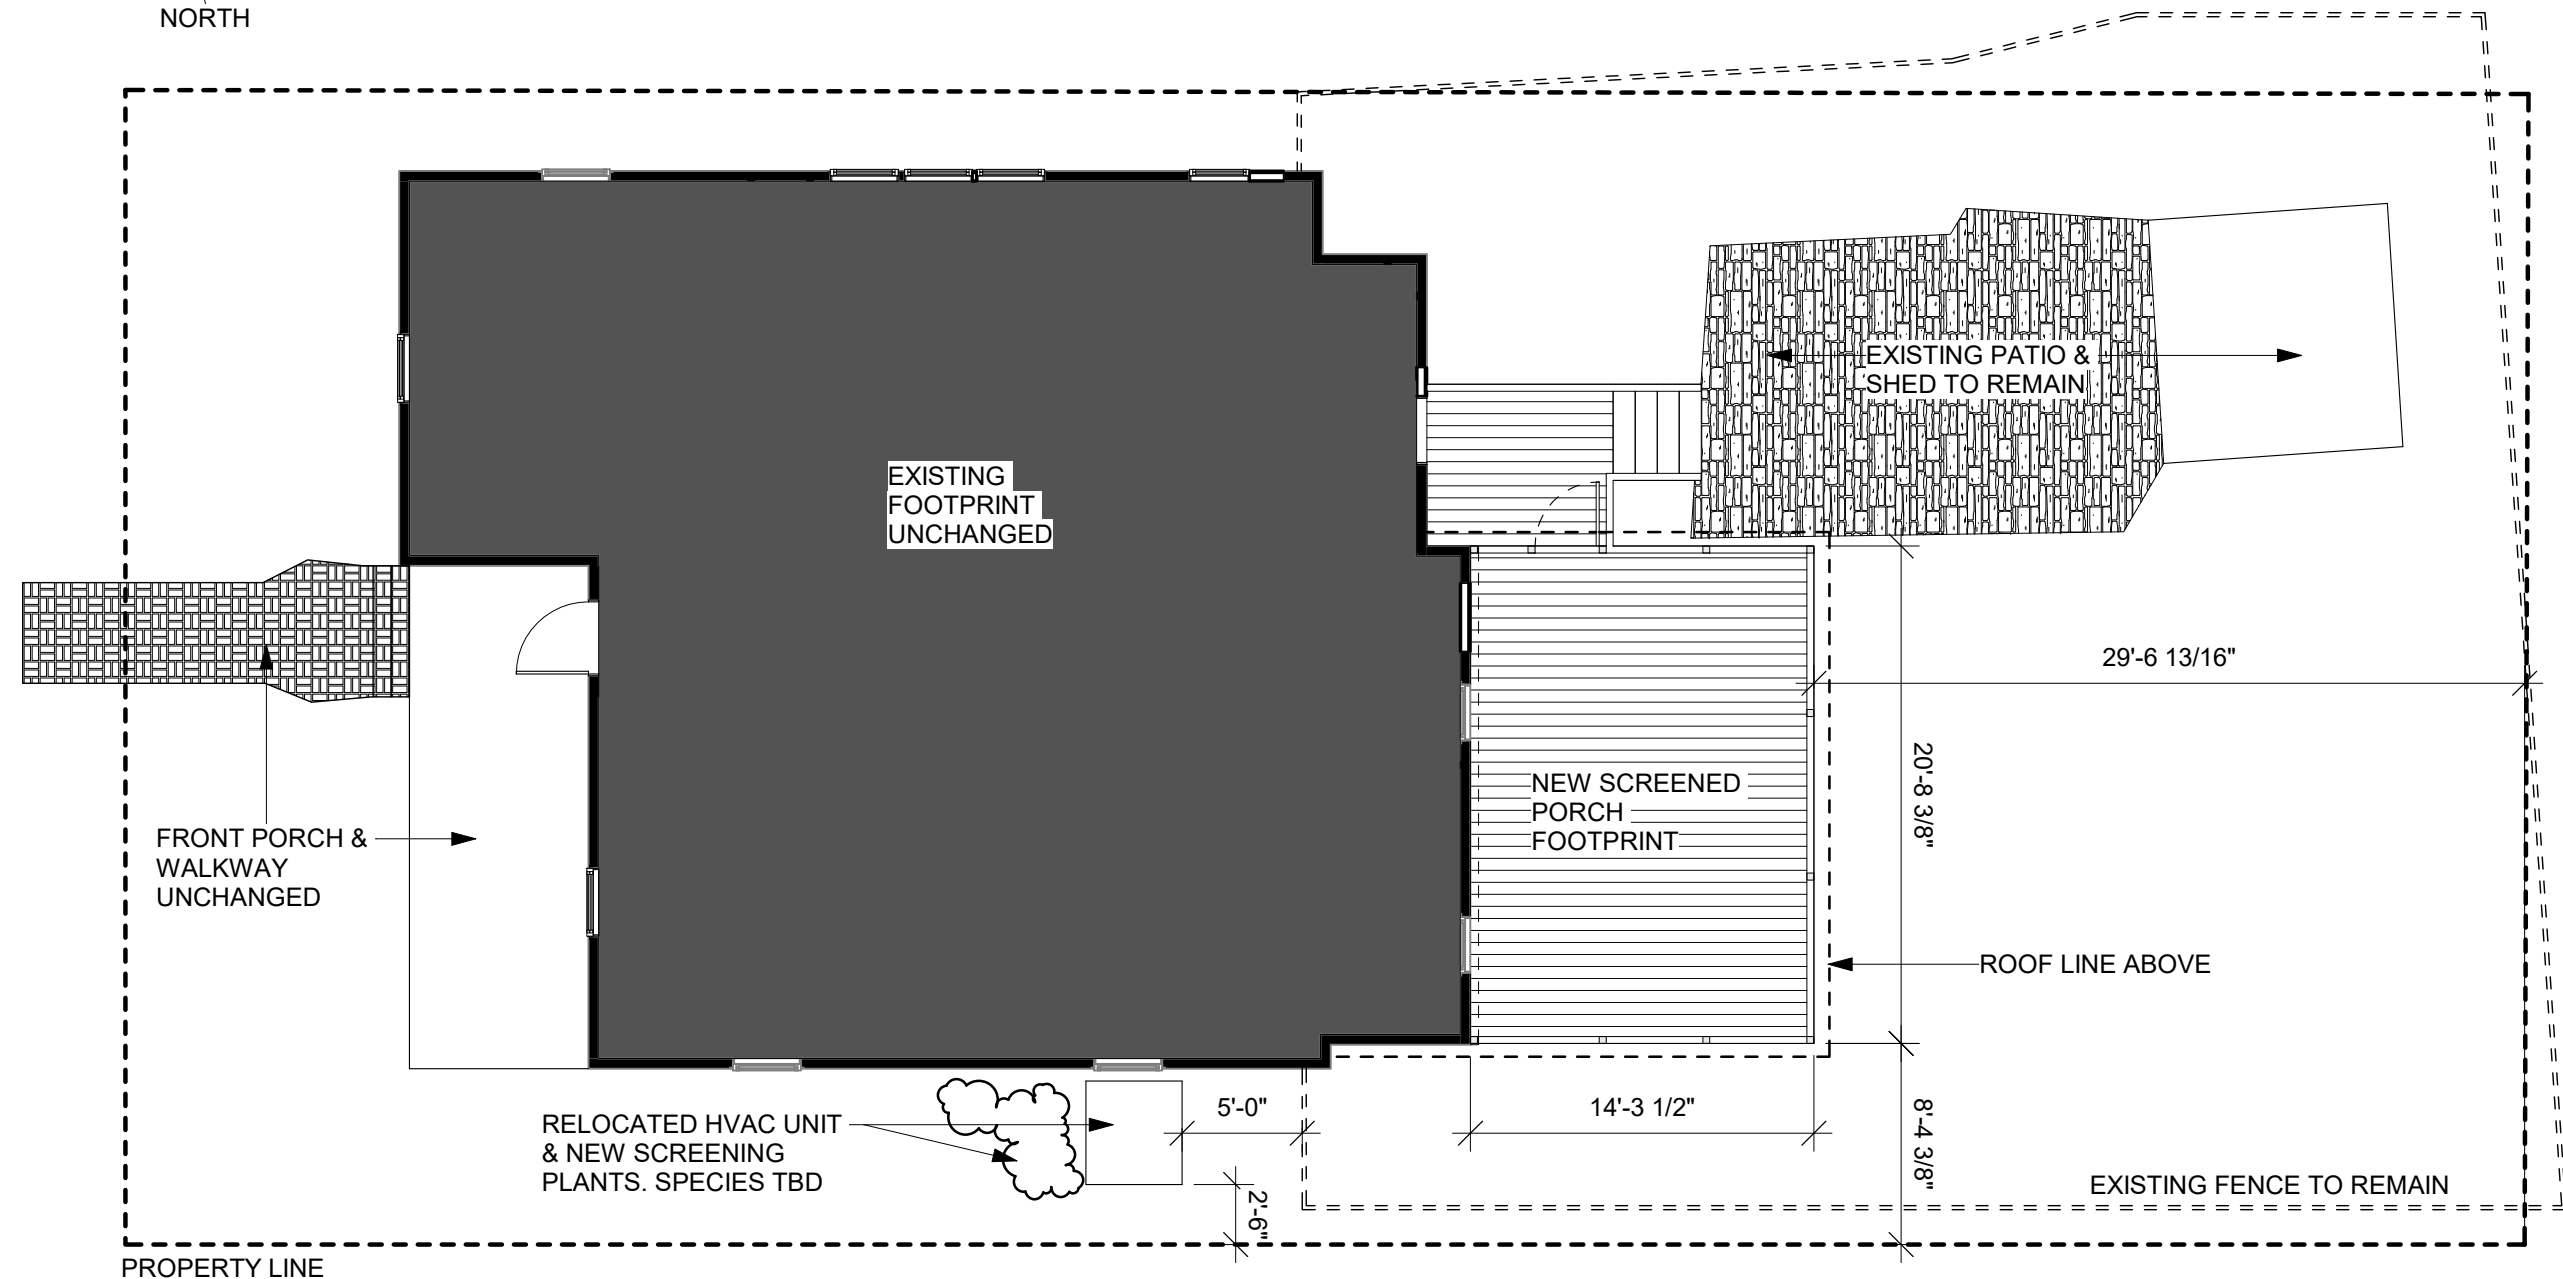 NORTH
EXISTING PATIO &
SHED TO REMAIN
EXISTING
FOOTPRINT
UNCHANGED
29'-6 13/16"
20'-8 3/8"
NEW SCREENED
PORCH
FOOTPRINT
FRONT PORCH &
WALKWAY
UNCHANGED
ROOF LINE ABOVE
RELOCATED HVAC UNIT
& NEW SCREENING
PLANTS. SPECIES TBD
5'-0"
14'-3 1/2"
8'-4 3/8"
2'-6"
EXISTING FENCE TO REMAIN
PROPERTY LINE